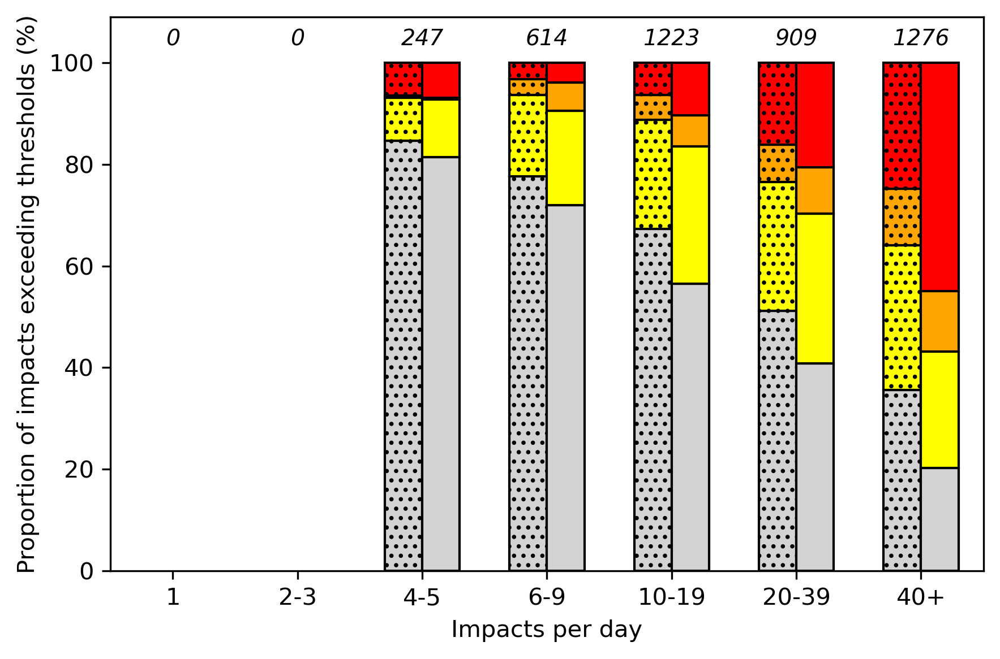 Proportion of impacts exceeding thresholds (%)
0 0 247 614 1223 909 1276
100
80
60
40
20
0
1 2-3 4-5 6-9 10-19 20-39 40+
Impacts per day